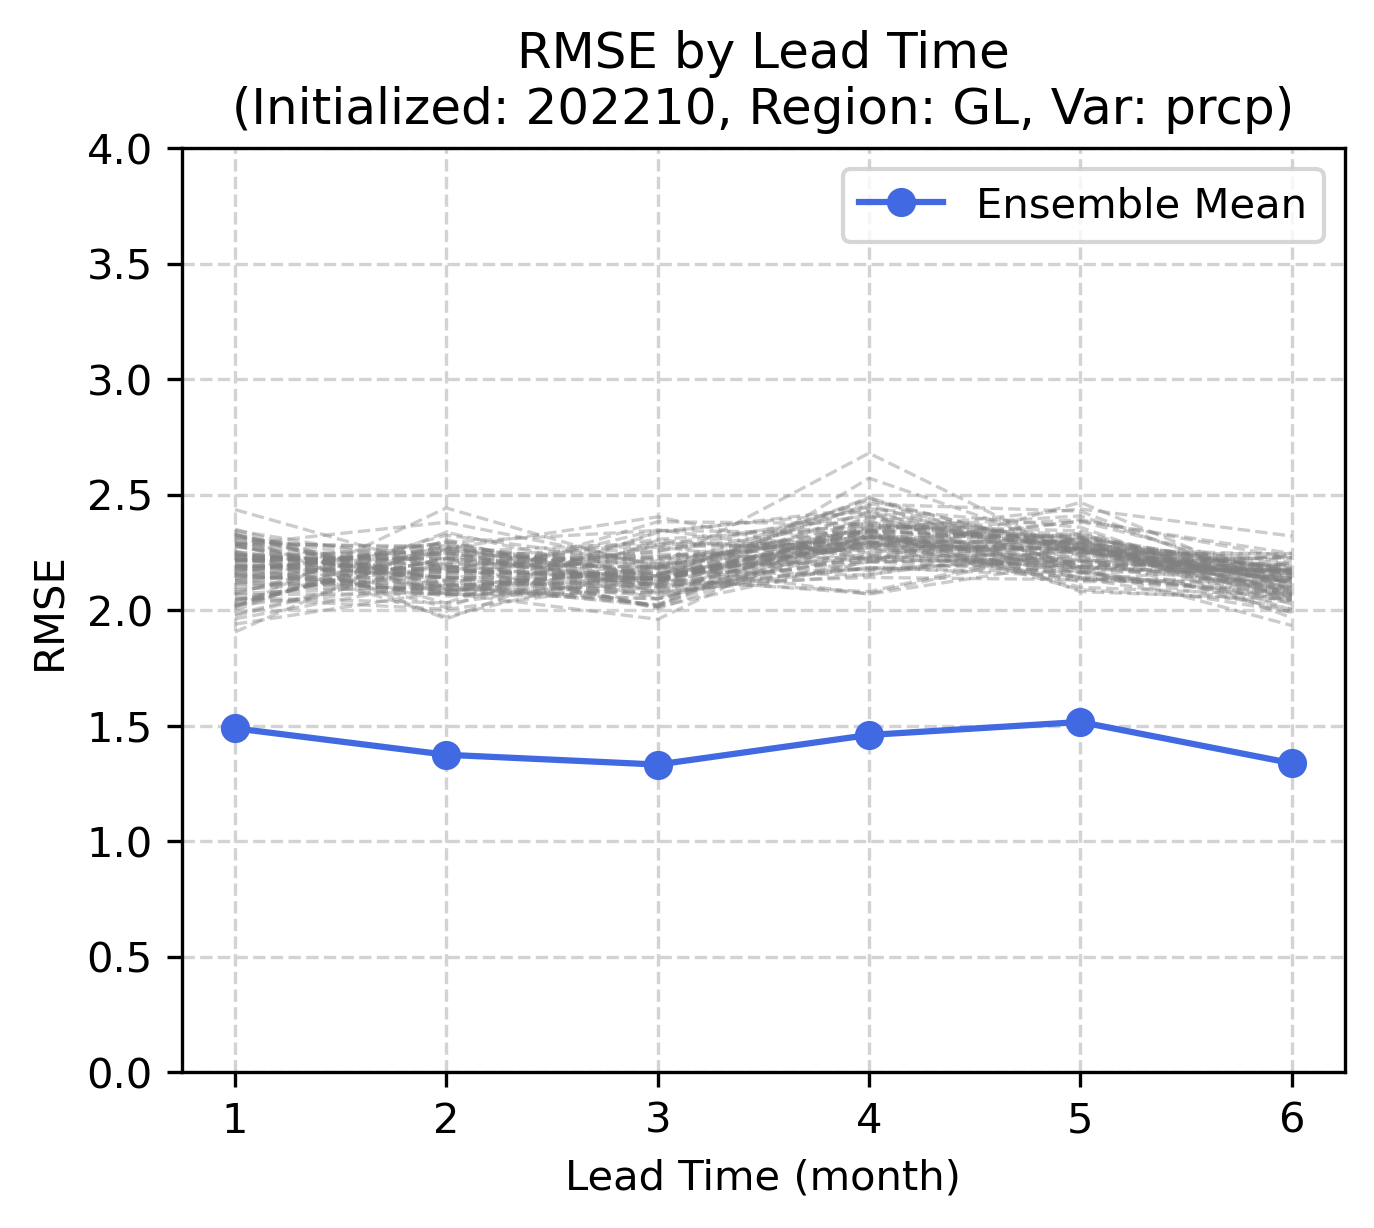 RMSE by Lead Time
(Initialized: 202210, Region: GL, Var: prcp)
Ensemble Mean
4.0
3.5
3.0
2.5
2.0
1.5
1.0
0.5
0.0
RMSE
1 2 3 4 5 6
Lead Time (month)